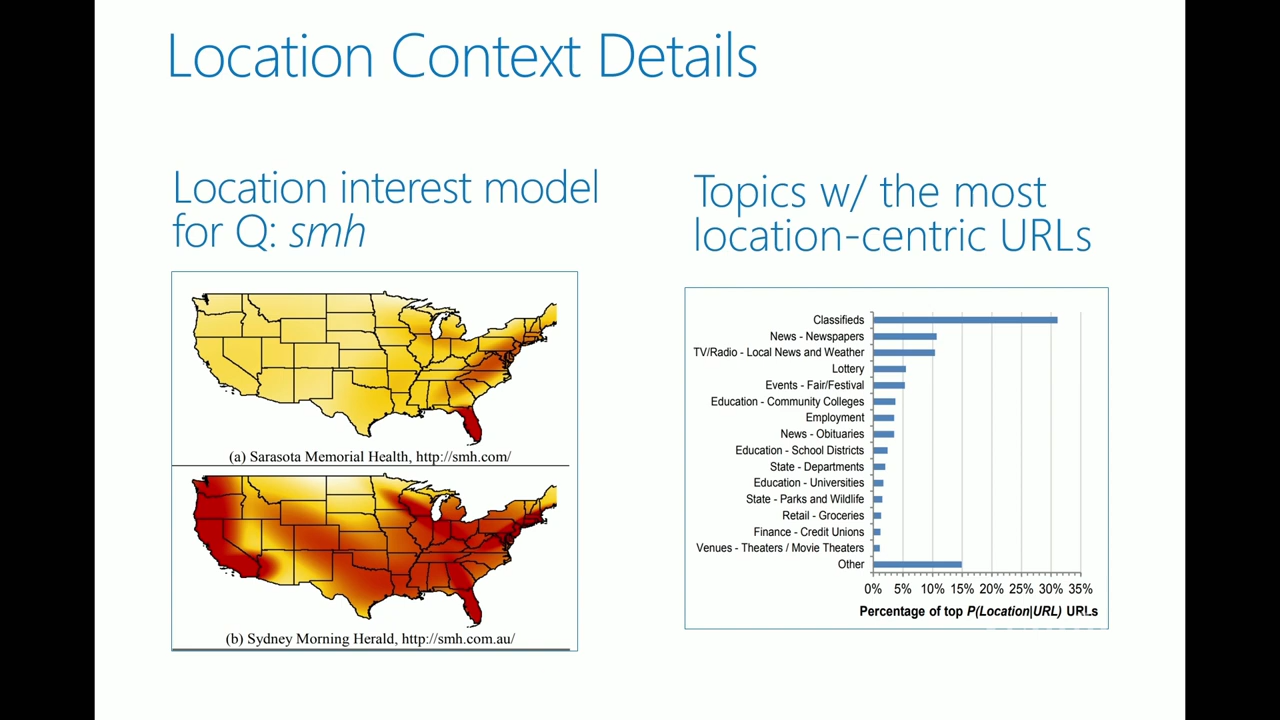 Location Context Details
Location interest model
for Q: smh
(a) Sarasota Memorial Health, http://smh.com/
(b) Sydney Morning Herald, http://smh.com.au/
Topics w/ the most
location-centric URLs
Classifieds
News - Newspapers
TV/Radio - Local News and Weather
Lottery
Events - Fair/Festival
Education - Community Colleges
Employment
News - Obituaries
Education - School Districts
State - Departments
Education - Universities
State - Parks and Wildlife
Retail - Groceries
Finance - Credit Unions
Venues - Theaters / Movie Theaters
Other
0% 5% 10% 15% 20% 25% 30% 35%
Percentage of top P(Location|URL) URLs